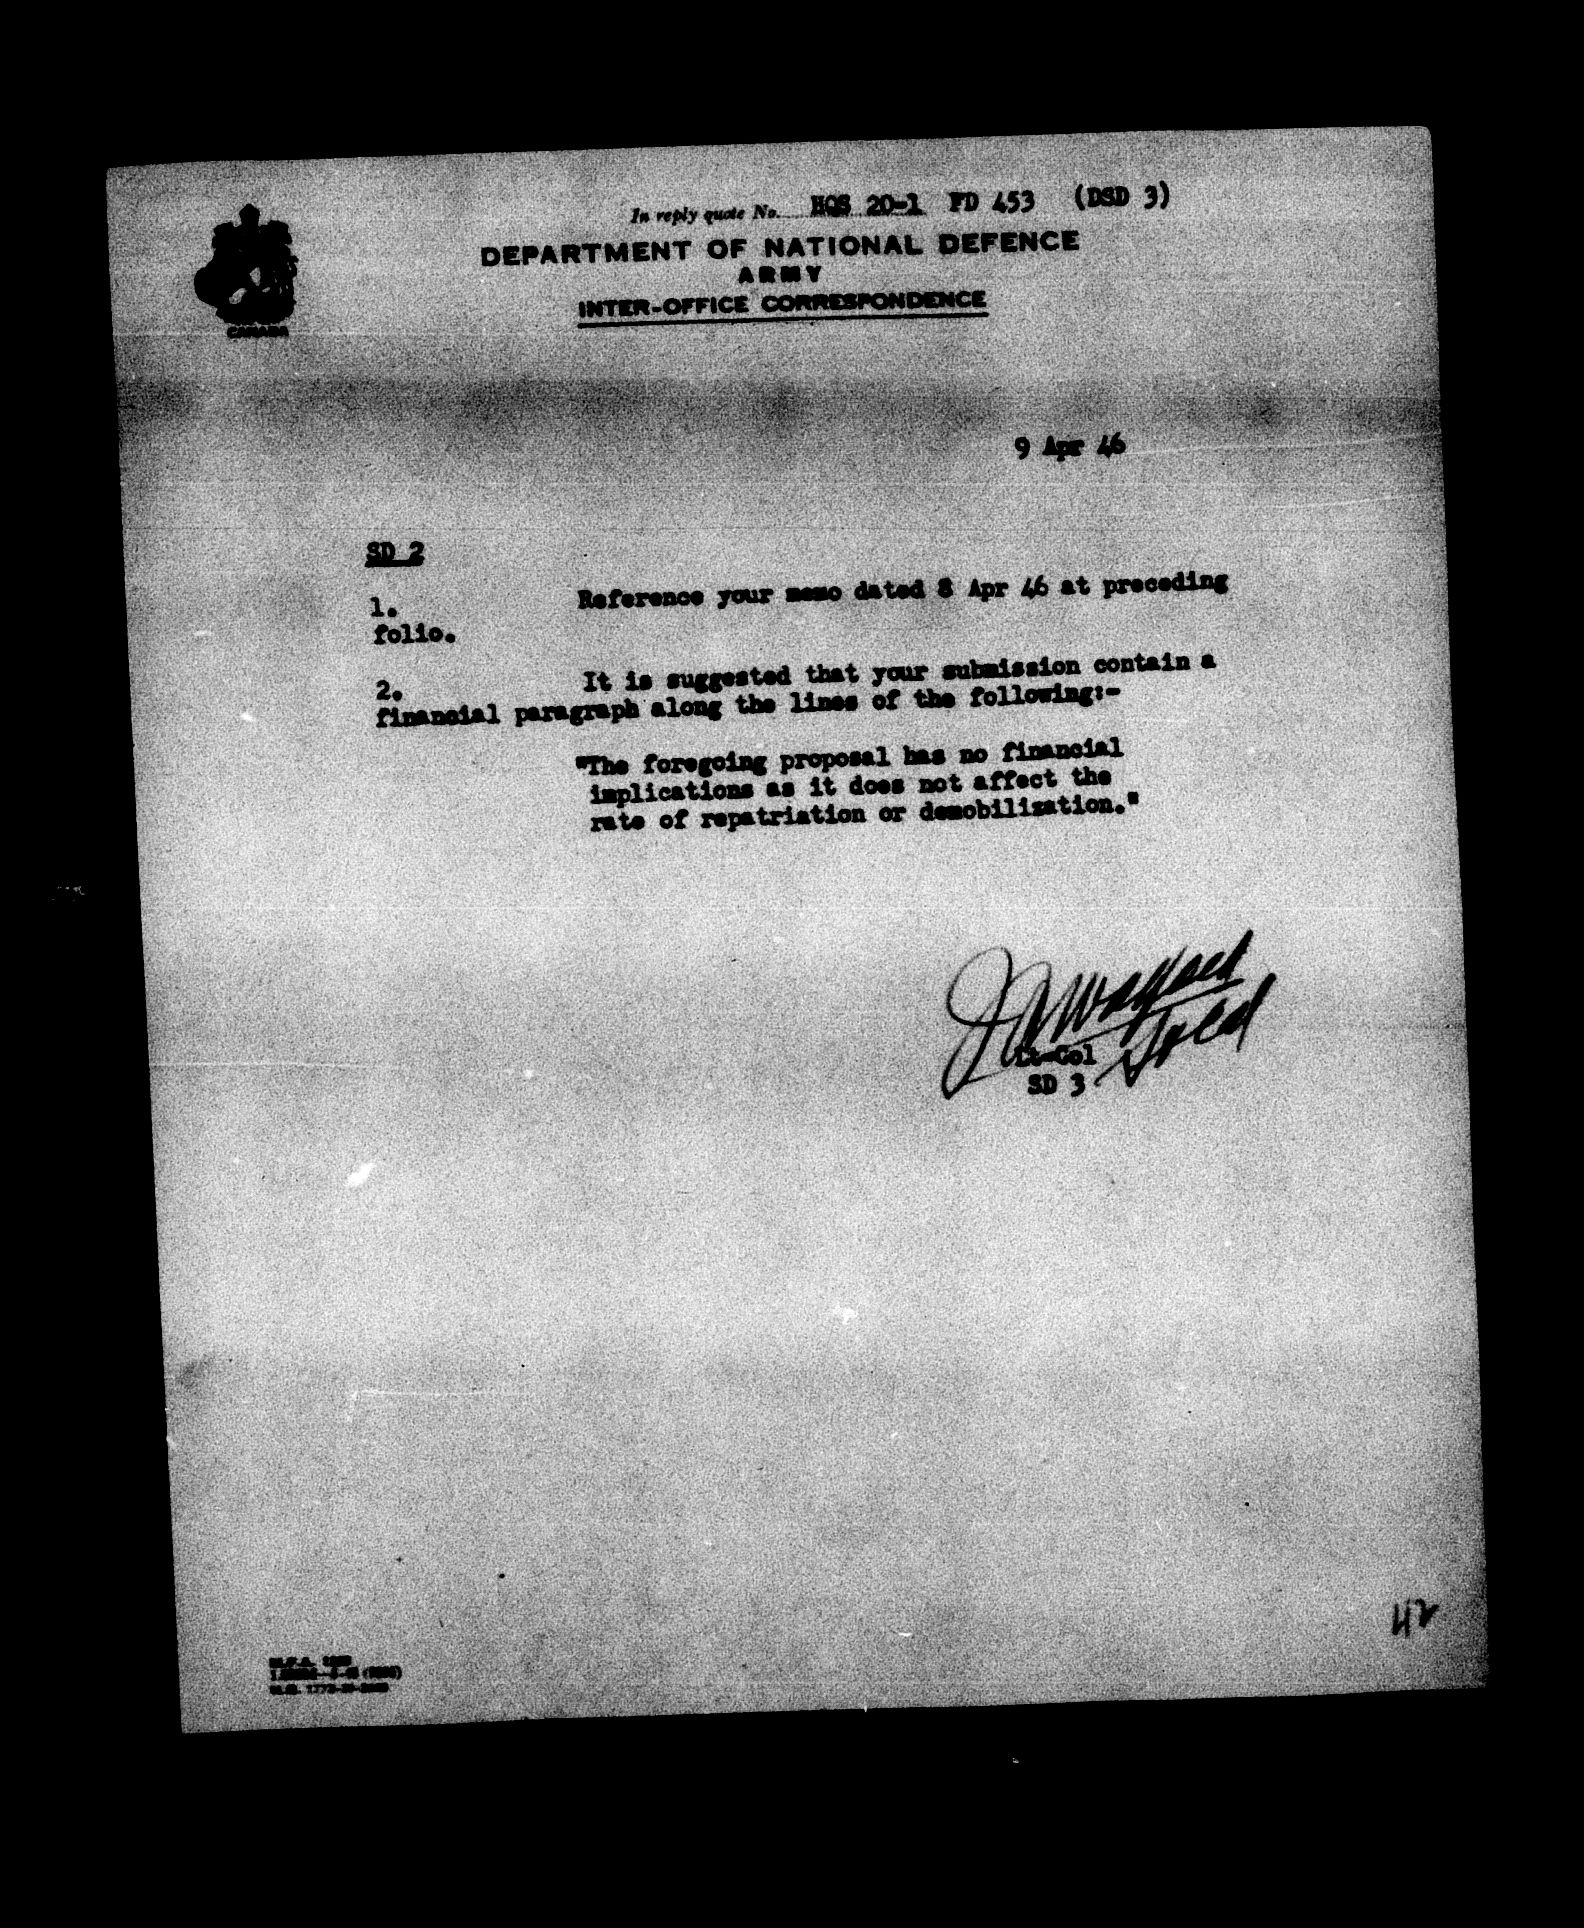 In reply quote No. HQS 20-1 FD 453 (DSD 3)
DEPARTMENT OF NATIONAL DEFENCE
ARMY
INTER-OFFICE CORRESPONDENCE
CANADA
9 Apr 46
SD 2
1. Reference your memo dated 8 Apr 46 at preceding
folio.
2. It is suggested that your submission contain a
financial paragraph along the lines of the following:-
"The foregoing proposal has no financial
implications as it does not affect the
rate of repatriation or demobilization."
Lt-Col
SD 3
42